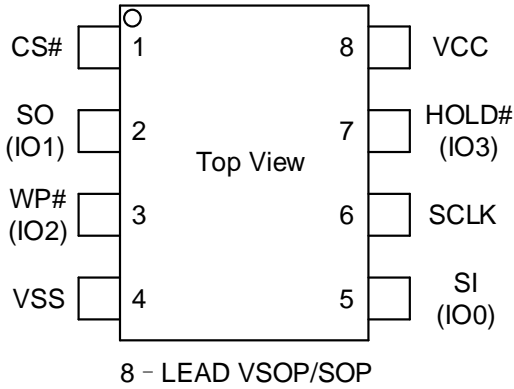 CS#
1
8
VCC
SO
(IO1)
2
7
HOLD#
(IO3)
Top View
WP#
(IO2)
3
6
SCLK
VSS
4
5
SI
(IO0)
8 – LEAD VSOP/SOP